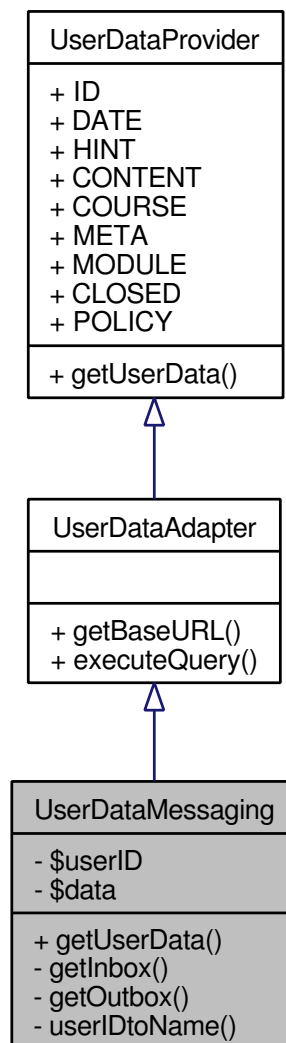 UserDataProvider
+ ID
+ DATE
+ HINT
+ CONTENT
+ COURSE
+ META
+ MODULE
+ CLOSED
+ POLICY
+ getUserData()
UserDataAdapter
+ getBaseURL()
+ executeQuery()
UserDataMessaging
- $userID
- $data
+ getUserData()
- getInbox()
- getOutbox()
- userIDtoName()